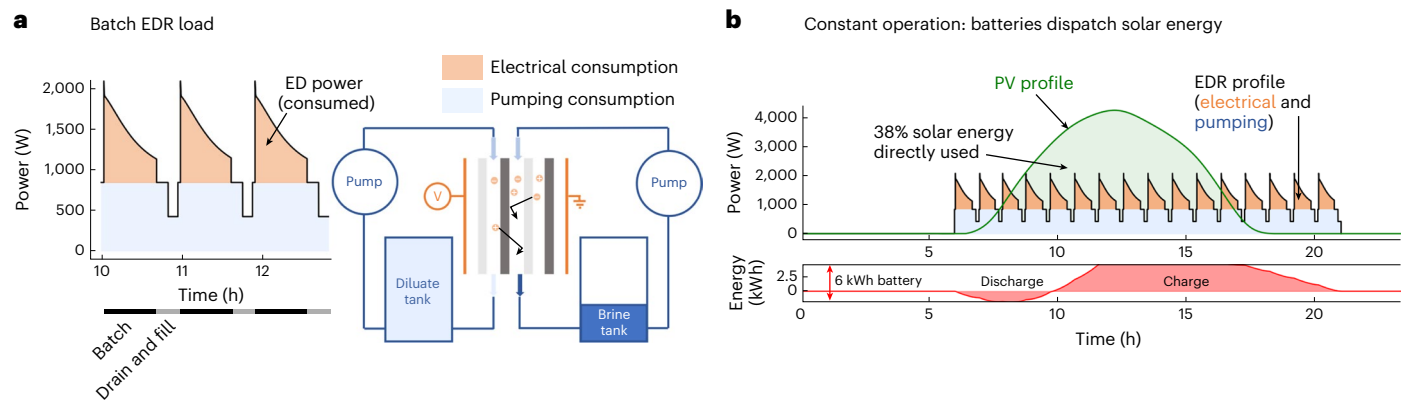 a
Batch EDR load
2,000
1,500
1,000
500
0
Power (W)
10
11
12
Time (h)
ED power
(consumed)
Batch
Drain and fill
Electrical consumption
Pumping consumption
Pump
V
Pump
Diluate
tank
Brine
tank
b
Constant operation: batteries dispatch solar energy
PV profile
EDR profile
(electrical and
pumping)
38% solar energy
directly used
4,000
3,000
2,000
1,000
0
Power (W)
5
10
15
20
Energy
(kWh)
2.5
0
6 kWh battery
Discharge
Charge
0
5
10
15
20
Time (h)